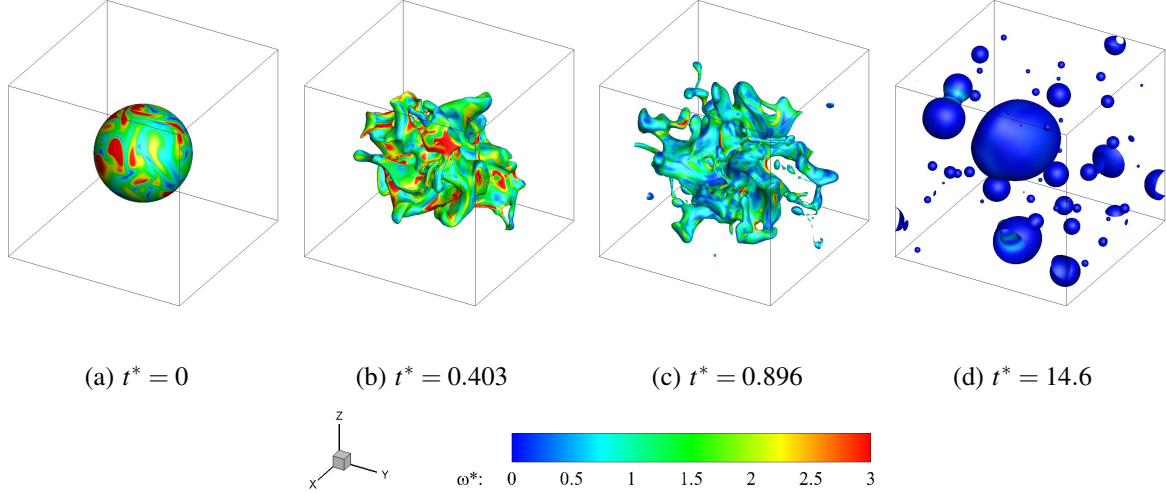 (a) t* = 0
(b) t* = 0.403
(c) t* = 0.896
(d) t* = 14.6
Z
X
Y
ω*: 0 0.5 1 1.5 2 2.5 3